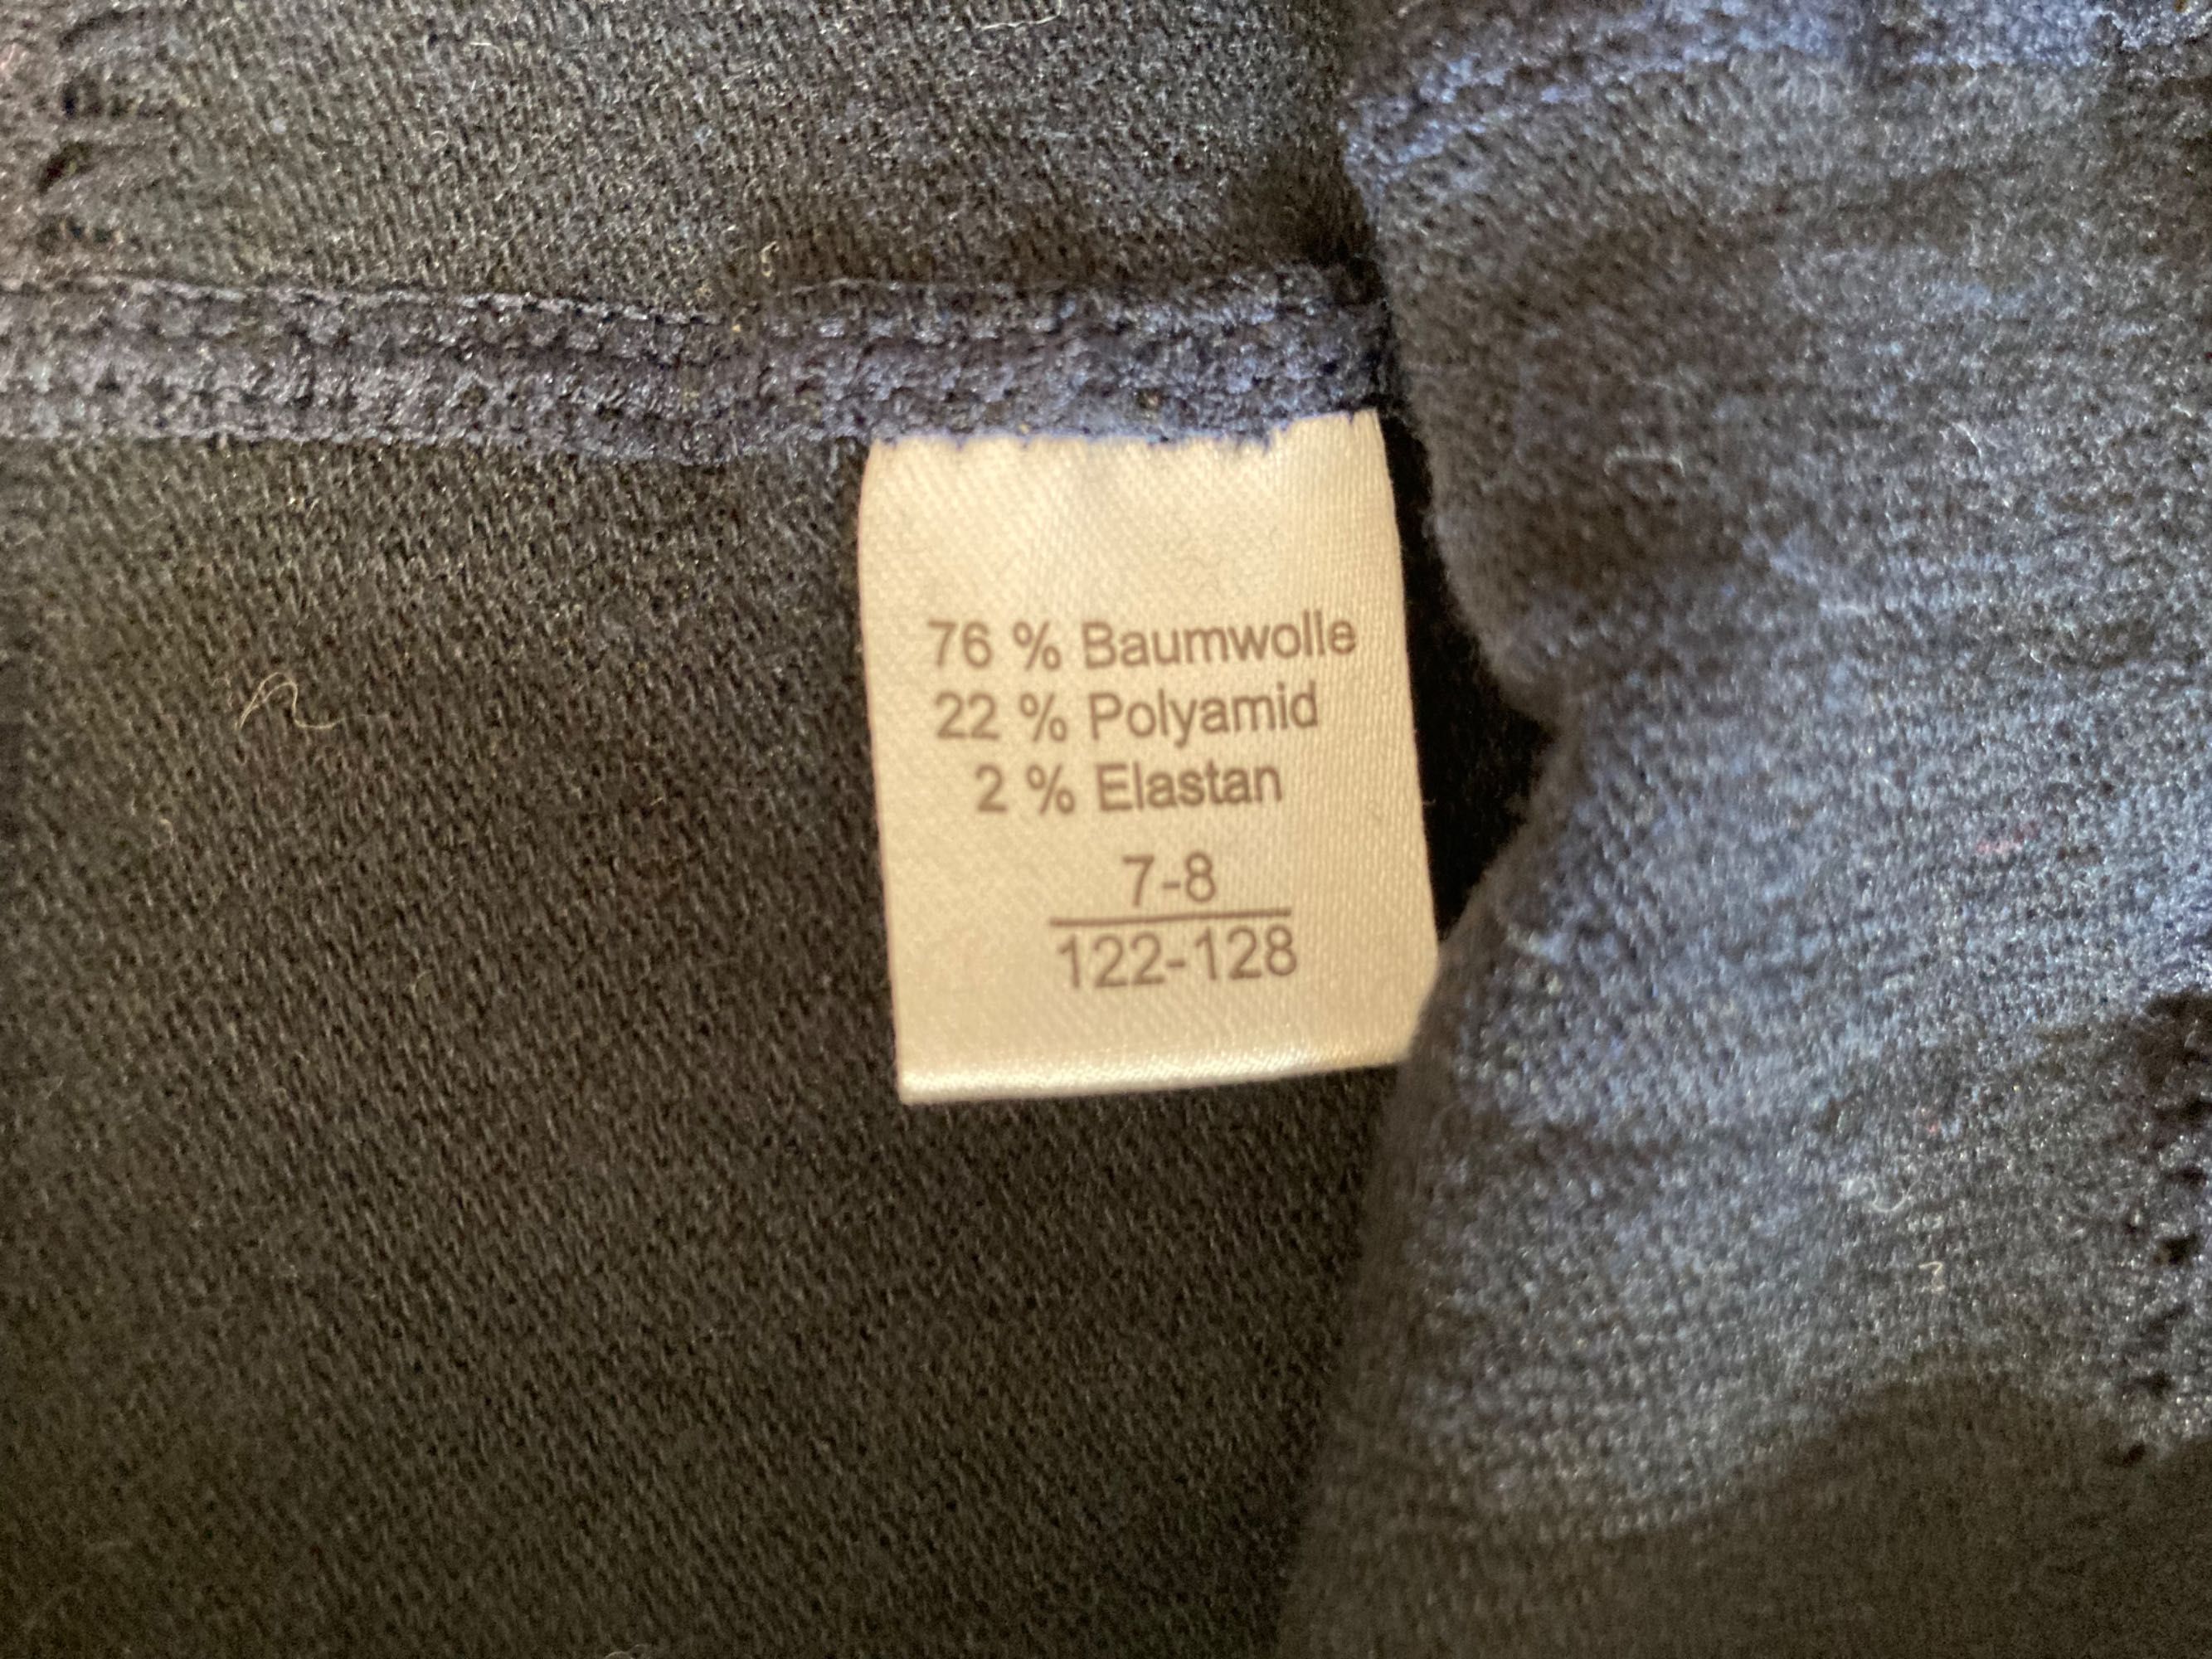 76 % Baumwolle
22 % Polyamid
2 % Elastan
7-8
122-128